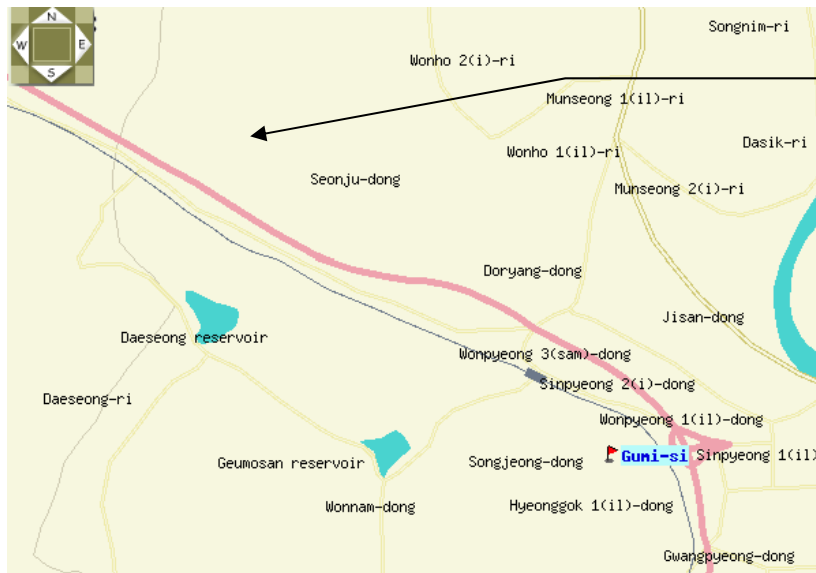 N
W E
S
Songnim-ri
Wonho 2(i)-ri
Munseong 1(il)-ri
Dasik-ri
Wonho 1(il)-ri
Seonju-dong
Munseong 2(i)-ri
Doryang-dong
Jisan-dong
Daeseong reservoir
Wonpyeong 3(sam)-dong
Sinpyeong 2(i)-dong
Daeseong-ri
Wonpyeong 1(il)-dong
Gumi-si
Sinpyeong 1(il)
Geumosan reservoir
Songjeong-dong
Wonnam-dong
Hyeonggok 1(il)-dong
Gwangpyeong-dong